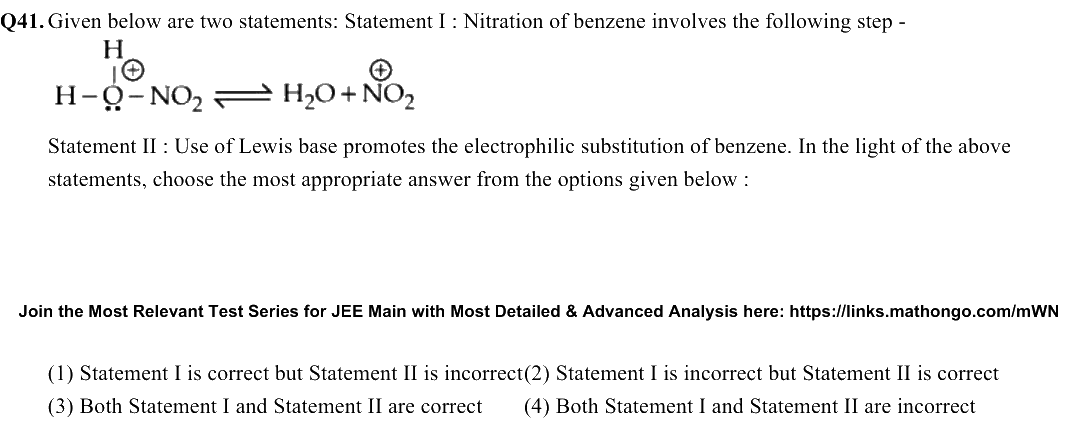 Q41. Given below are two statements: Statement I : Nitration of benzene involves the following step -
H
|⊕
H–Ö–NO₂ ⇌ H₂O + N⊕O₂
Statement II : Use of Lewis base promotes the electrophilic substitution of benzene. In the light of the above
statements, choose the most appropriate answer from the options given below :
Join the Most Relevant Test Series for JEE Main with Most Detailed & Advanced Analysis here: https://links.mathongo.com/mWN
(1) Statement I is correct but Statement II is incorrect(2) Statement I is incorrect but Statement II is correct
(3) Both Statement I and Statement II are correct (4) Both Statement I and Statement II are incorrect